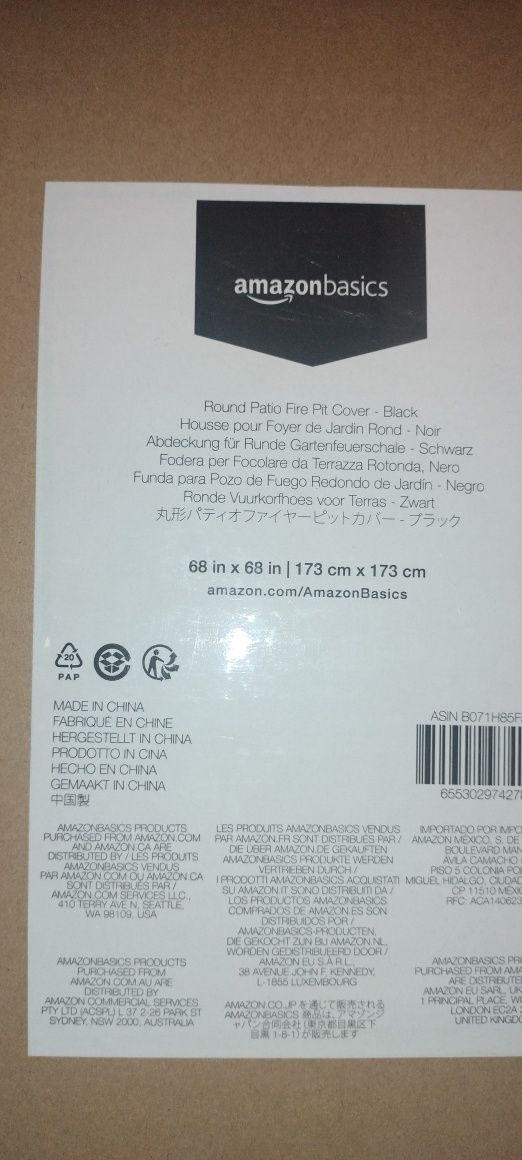 amazonbasics
Round Patio Fire Pit Cover - Black
Housse pour Foyer de Jardin Rond - Noir
Abdeckung für Runde Gartenfeuerschale - Schwarz
Fodera per Focolare da Terrazza Rotonda, Nero
Funda para Pozo de Fuego Redondo de Jardín - Negro
Ronde Vuurkorfhoes voor Terras - Zwart
丸形パティオファイヤーピットカバー - ブラック
68 in x 68 in | 173 cm x 173 cm
amazon.com/AmazonBasics
20
PAP
MADE IN CHINA
FABRIQUÉ EN CHINE
HERGESTELLT IN CHINA
PRODOTTO IN CINA
HECHO EN CHINA
GEMAAKT IN CHINA
中国製
ASIN B071H85F
655302974270
AMAZONBASICS PRODUCTS
PURCHASED FROM AMAZON.COM
AND AMAZON.CA ARE
DISTRIBUTED BY / LES PRODUITS
AMAZONBASICS VENDUS
PAR AMAZON.COM OU AMAZON.CA
SONT DISTRIBUÉS PAR /
AMAZON.COM SERVICES LLC.,
410 TERRY AVE N, SEATTLE,
WA 98109, USA
LES PRODUITS AMAZONBASICS VENDUS
PAR AMAZON.FR SONT DISTRIBUÉS PAR /
DIE ÜBER AMAZON.DE GEKAUFTEN
AMAZONBASICS PRODUKTE WERDEN
VERTRIEBEN DURCH /
I PRODOTTI AMAZONBASICS ACQUISTATI
SU AMAZON.IT SONO DISTRIBUITI DA /
LOS PRODUCTOS AMAZONBASICS
COMPRADOS DE AMAZON.ES SON
DISTRIBUIDOS POR /
AMAZONBASICS-PRODUCTEN,
DIE GEKOCHT ZIJN BIJ AMAZON.NL,
WORDEN GEDISTRIBUEERD DOOR /
AMAZON EU S.À R.L.,
38 AVENUE JOHN F. KENNEDY,
L-1855 LUXEMBOURG
IMPORTADO POR
AMAZON MÉXICO, S. DE
BOULEVARD MAN
ÁVILA CAMACHO
PISO 5 COLONIA
MIGUEL HIDALGO, CIUDAD
CP 11510
RFC:
AMAZONBASICS PRODUCTS
PURCHASED FROM
AMAZON.COM.AU ARE
DISTRIBUTED BY
AMAZON COMMERCIAL SERVICES
PTY LTD (ACSPL) L 37 2-26 PARK ST
SYDNEY, NSW 2000, AUSTRALIA
AMAZON.CO.JP を通じて販売される
AMAZONBASICS 商品は、アマゾンジ
ャパン合同会社 (東京都目黒区下
目黒 1-8-1) が販売します
AMAZONBASICS
PURCHASED FROM
ARE
AMAZON EU SARL,
1 PRINCIPAL PLACE,
LONDON EC2A
UNITED